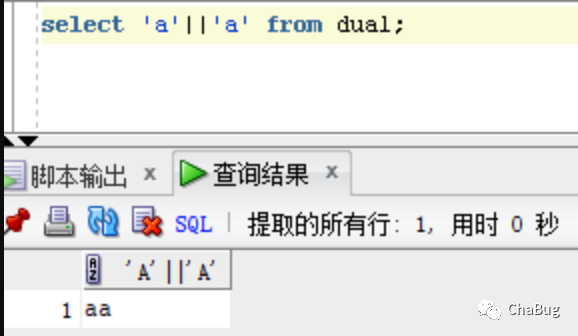 select 'a'||'a' from dual;
脚本输出 × 查询结果 ×
SQL | 提取的所有行: 1, 用时 0 秒
'A'||'A'
1 aa
ChaBug